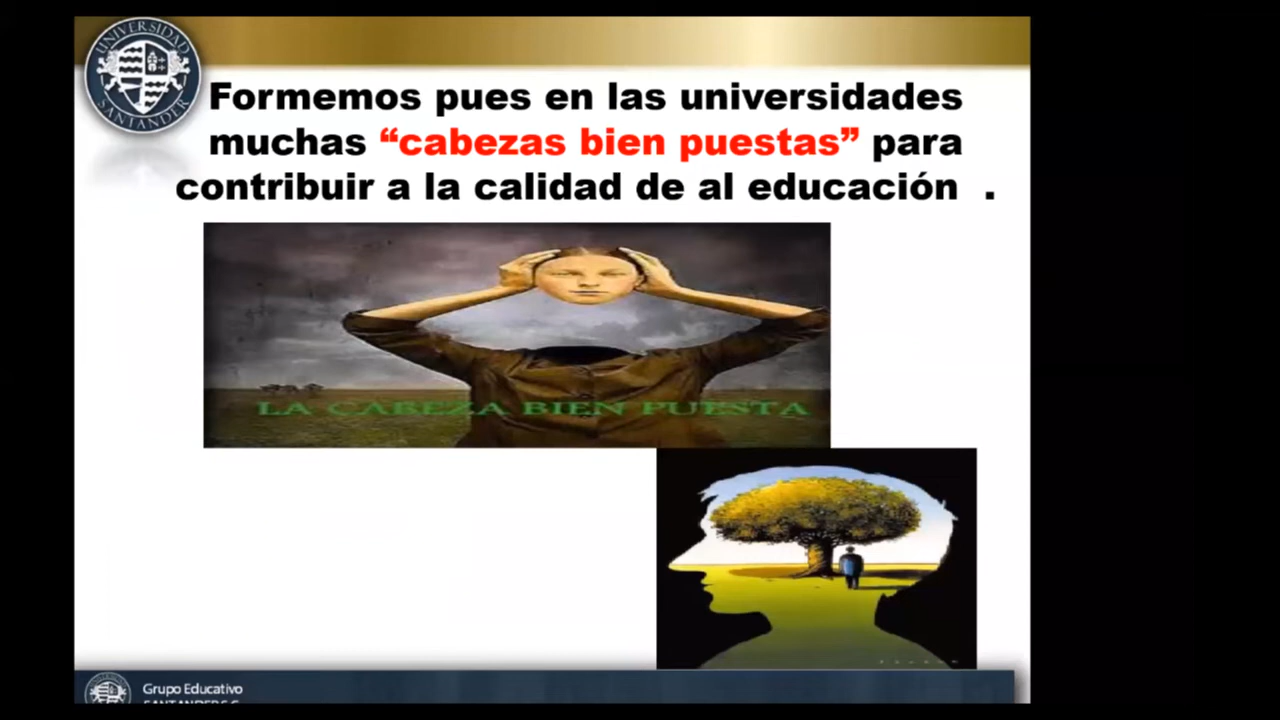 UNIVERSIDAD
SANTANDER
Formemos pues en las universidades
muchas “cabezas bien puestas” para
contribuir a la calidad de al educación .
LA CABEZA BIEN PUESTA
Grupo Educativo
SANTANDER S.C.